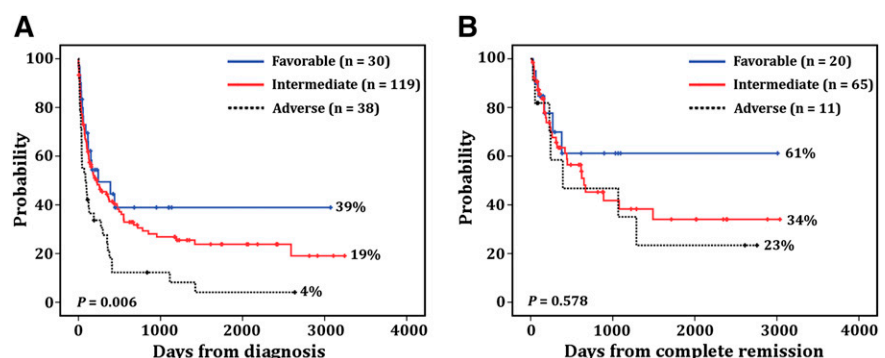 A
Probability
100
80
60
40
20
0
Favorable (n = 30)
Intermediate (n = 119)
Adverse (n = 38)
39%
19%
4%
P = 0.006
0 1000 2000 3000 4000
Days from diagnosis
B
Probability
100
80
60
40
20
0
Favorable (n = 20)
Intermediate (n = 65)
Adverse (n = 11)
61%
34%
23%
P = 0.578
0 1000 2000 3000 4000
Days from complete remission